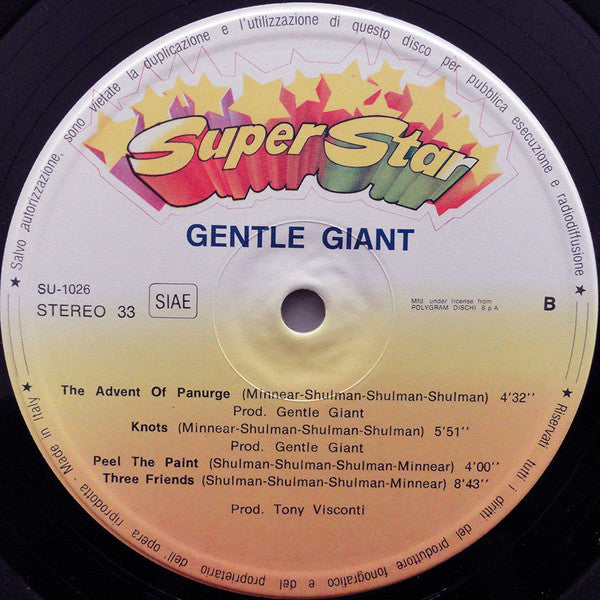 ★ Salvo autorizzazione, sono vietate la duplicazione e l'utilizzazione di questo disco per pubblica esecuzione e radiodiffusione ★
Super Star
GENTLE GIANT
SU-1026
STEREO 33
SIAE
Mfd. under license from
POLYGRAM DISCHI S.p.A
B
The Advent Of Panurge (Minnear-Shulman-Shulman-Shulman) 4'32''
Prod. Gentle Giant
Knots (Minnear-Shulman-Shulman-Shulman) 5'51''
Prod. Gentle Giant
Peel The Paint (Shulman-Shulman-Shulman-Minnear) 4'00''
Three Friends (Shulman-Shulman-Shulman-Minnear) 8'43''
Prod. Tony Visconti
★ Riservati tutti i diritti del produttore fonografico e del proprietario dell'opera riprodotta - Made in Italy ★